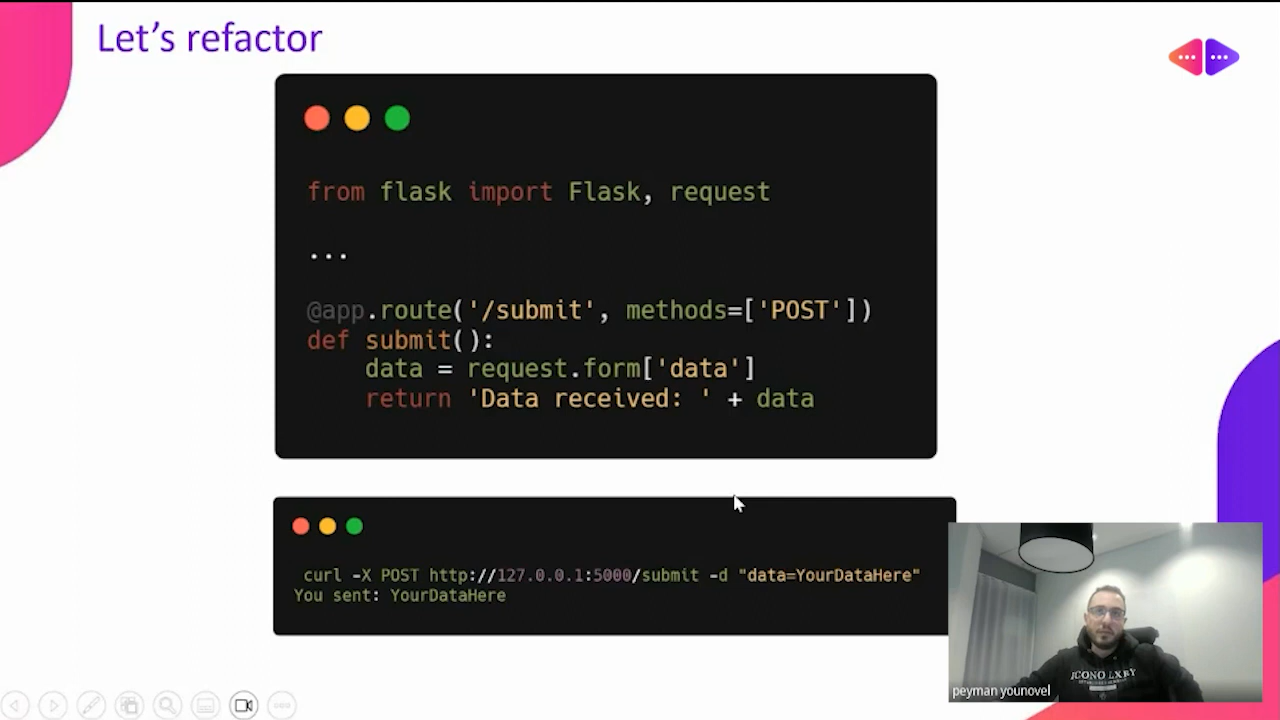 Let's refactor
from flask import Flask, request
...
@app.route('/submit', methods=['POST'])
def submit():
    data = request.form['data']
    return 'Data received: ' + data
curl -X POST http://127.0.0.1:5000/submit -d "data=YourDataHere"
You sent: YourDataHere
peyman younovel